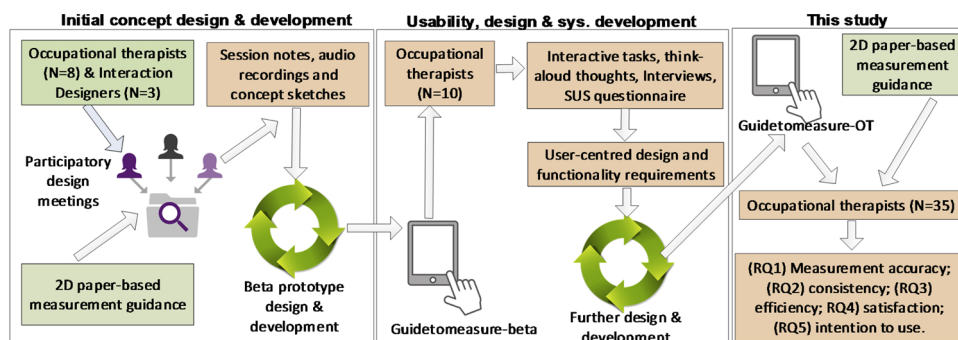 Initial concept design & development
Occupational therapists
(N=8) & Interaction
Designers (N=3)
Session notes, audio
recordings and
concept sketches
Participatory
design
meetings
2D paper-based
measurement guidance
Beta prototype
design &
development
Usability, design & sys. development
Occupational
therapists
(N=10)
Interactive tasks, think-
aloud thoughts, Interviews,
SUS questionnaire
User-centred design and
functionality requirements
Guidetomeasure-beta
Further design &
development
This study
2D paper-based
measurement
guidance
Guidetomeasure-OT
Occupational therapists (N=35)
(RQ1) Measurement accuracy;
(RQ2) consistency; (RQ3)
efficiency; RQ4) satisfaction;
(RQ5) intention to use.